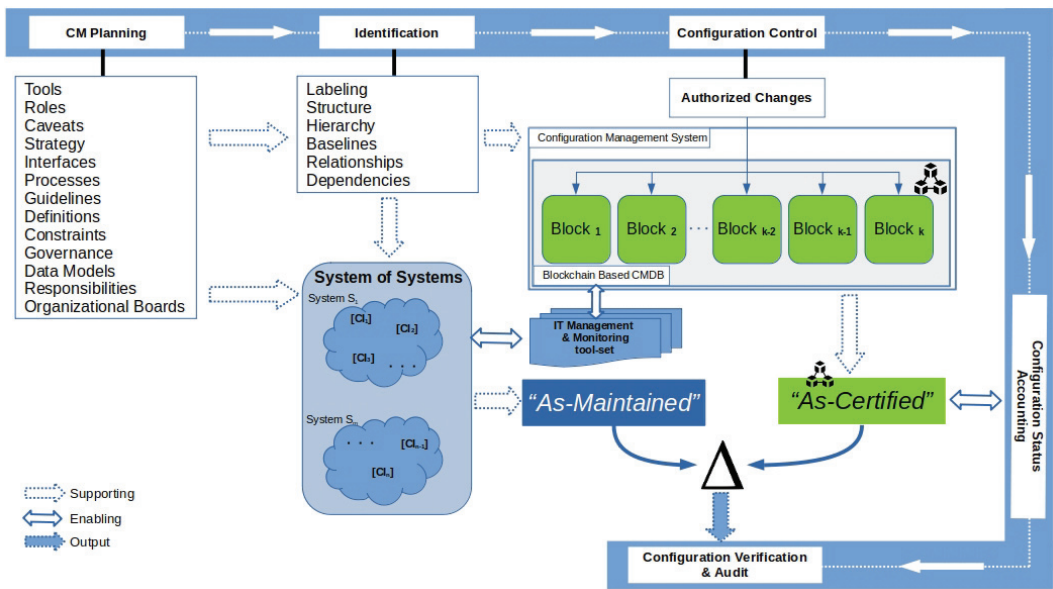 CM Planning
Identification
Configuration Control
Tools
Roles
Caveats
Strategy
Interfaces
Processes
Guidelines
Definitions
Constraints
Governance
Data Models
Responsibilities
Organizational Boards
Labeling
Structure
Hierarchy
Baselines
Relationships
Dependencies
Authorized Changes
Configuration Management System
Block 1
Block 2
. . .
Block k-2
Block k-1
Block k
Blockchain Based CMDB
System of Systems
System S1
[CI1]
[CI2]
[CI3]
. . .
System Sm
. . .
[CIn-1]
[CIn]
IT Management
& Monitoring
tool-set
“As-Maintained”
“As-Certified”
Δ
Configuration Status
Accounting
Supporting
Enabling
Output
Configuration Verification
& Audit